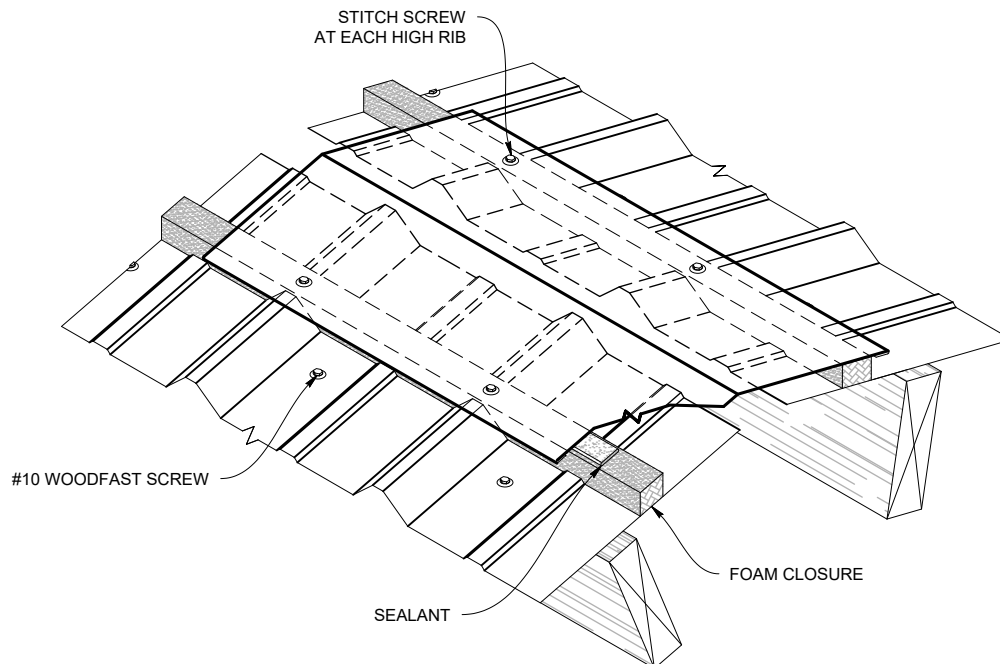 STITCH SCREW
AT EACH HIGH RIB
#10 WOODFAST SCREW
FOAM CLOSURE
SEALANT